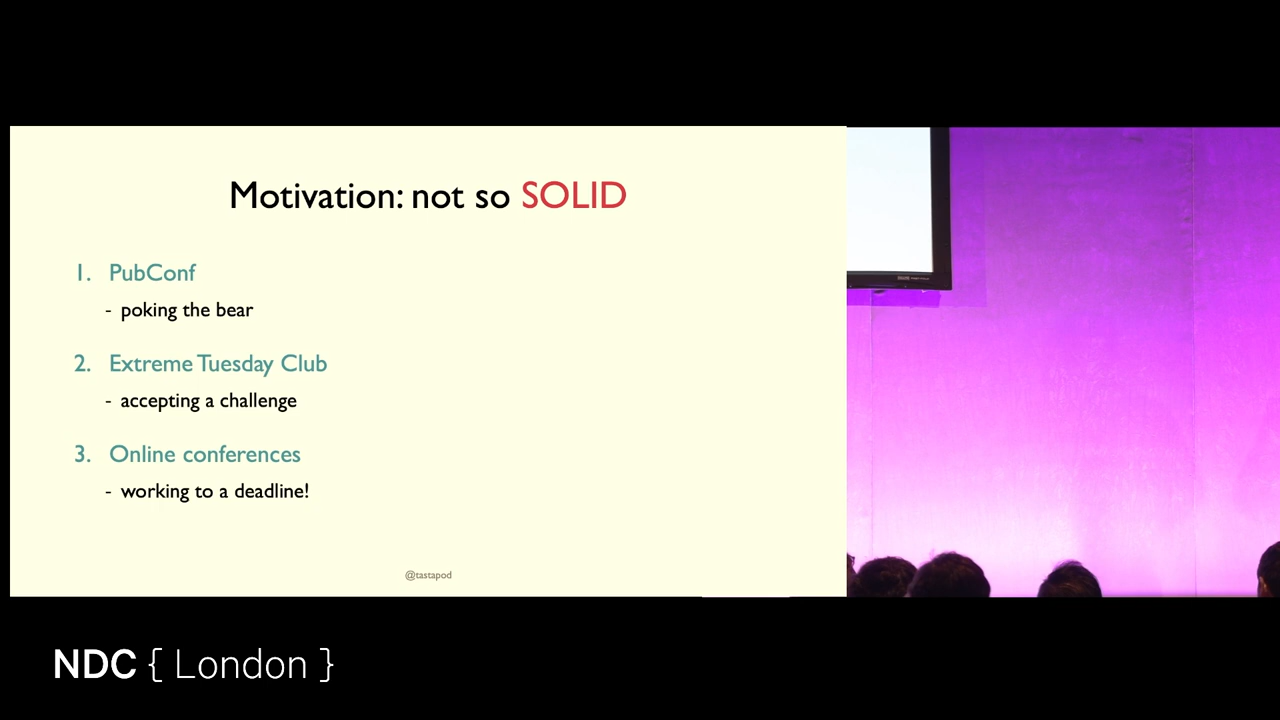 Motivation: not so SOLID
1. PubConf
- poking the bear
2. Extreme Tuesday Club
- accepting a challenge
3. Online conferences
- working to a deadline!
@tastapod
NDC { London }